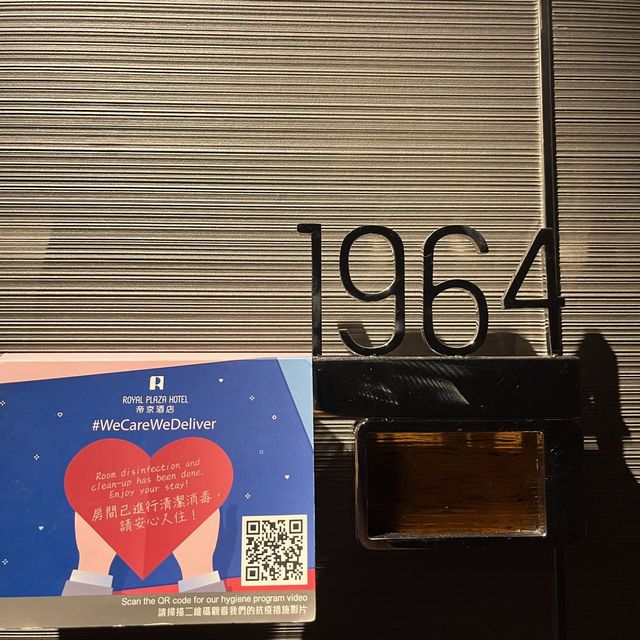 1964
ROYAL PLAZA HOTEL
帝京酒店
#WeCareWeDeliver
Room disinfection and
clean-up has been done.
Enjoy your stay!
房間已進行清潔消毒，
請安心入住！
Scan the QR code for our hygiene program video
請掃描二維碼觀看我們的抗疫措施影片